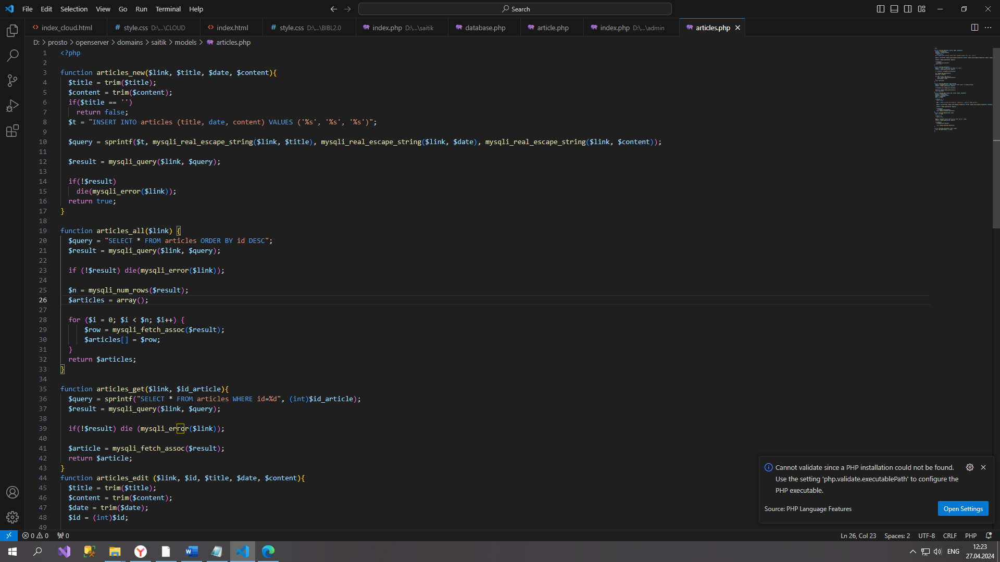 File Edit Selection View Go Run Terminal Help
Search
index_cloud.html
style.css D:\...\CLOUD
index.html
style.css D:\...\BIBL2.0
index.php D:\...\saitik
database.php
article.php
index.php D:\...\admin
articles.php
D: > prosto > openserver > domains > saitik > models > articles.php
1 <?php
2
3 function articles_new($link, $title, $date, $content){
4 $title = trim($title);
5 $content = trim($content);
6 if($title == '')
7 return false;
8 $t = "INSERT INTO articles (title, date, content) VALUES ('%s', '%s', '%s')";
9
10 $query = sprintf($t, mysqli_real_escape_string($link, $title), mysqli_real_escape_string($link, $date), mysqli_real_escape_string($link, $content));
11
12 $result = mysqli_query($link, $query);
13
14 if(!$result)
15 die(mysqli_error($link));
16 return true;
17 }
18
19 function articles_all($link) {
20 $query = "SELECT * FROM articles ORDER BY id DESC";
21 $result = mysqli_query($link, $query);
22
23 if (!$result) die(mysqli_error($link));
24
25 $n = mysqli_num_rows($result);
26 $articles = array();
27
28 for ($i = 0; $i < $n; $i++) {
29 $row = mysqli_fetch_assoc($result);
30 $articles[] = $row;
31 }
32 return $articles;
33 }
34
35 function articles_get($link, $id_article){
36 $query = sprintf("SELECT * FROM articles WHERE id=%d", (int)$id_article);
37 $result = mysqli_query($link, $query);
38
39 if(!$result) die (mysqli_error($link));
40
41 $article = mysqli_fetch_assoc($result);
42 return $article;
43 }
44 function articles_edit ($link, $id, $title, $date, $content){
45 $title = trim($title);
46 $content = trim($content);
47 $date = trim($date);
48 $id = (int)$id;
49
Cannot validate since a PHP installation could not be found.
Use the setting 'php.validate.executablePath' to configure the
PHP executable.
Source: PHP Language Features
Open Settings
0 0 0
Ln 26, Col 23 Spaces: 2 UTF-8 CRLF PHP
ENG
12:23
27.04.2024